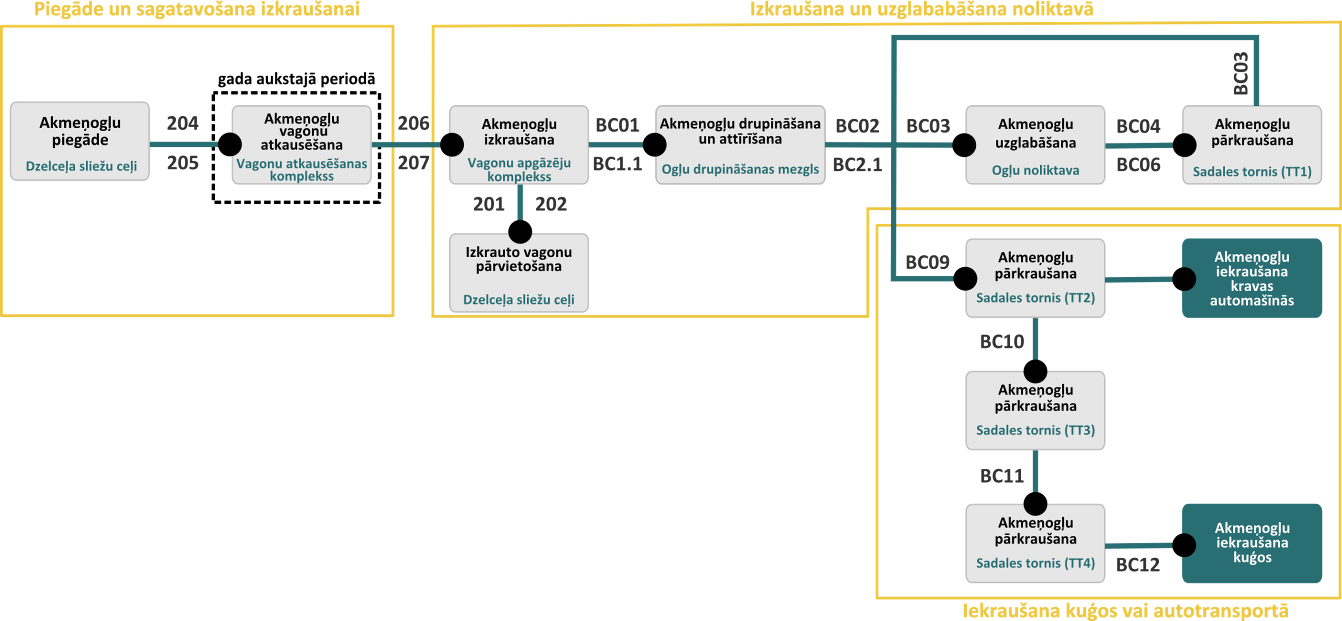 Piegāde un sagatavošana izkraušanai
Izkraušana un uzglababāšana noliktavā
gada aukstajā periodā
Akmeņogļu
piegāde
Dzelceļa sliežu ceļi
204
205
Akmeņogļu
vagonu
atkausēšana
Vagonu atkausēšanas
komplekss
206
207
Akmeņogļu
izkraušana
Vagonu apgāzēju
komplekss
BC01
BC1.1
Akmeņogļu drupināšana
un attīrīšana
Ogļu drupināšanas mezgls
BC02
BC2.1
BC03
Akmeņogļu
uzglabāšana
Ogļu noliktava
BC04
BC06
BC03
Akmeņogļu
pārkraušana
Sadales tornis (TT1)
201
202
Izkrauto vagonu
pārvietošana
Dzelceļa sliežu ceļi
BC09
Akmeņogļu
pārkraušana
Sadales tornis (TT2)
Akmeņogļu
iekraušana
kravas
automašīnās
BC10
Akmeņogļu
pārkraušana
Sadales tornis (TT3)
BC11
Akmeņogļu
pārkraušana
Sadales tornis (TT4)
BC12
Akmeņogļu
iekraušana
kuģos
Iekraušana kuģos vai autotransportā